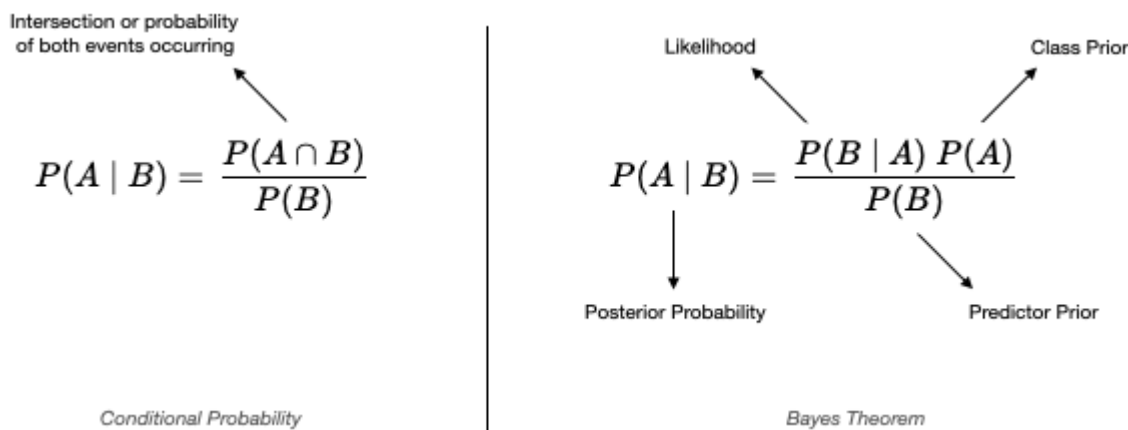 Intersection or probability
of both events occurring
P(A | B) = P(A ∩ B)
P(B)
Conditional Probability
Likelihood
Class Prior
P(A | B) = P(B | A) P(A)
P(B)
Posterior Probability
Predictor Prior
Bayes Theorem